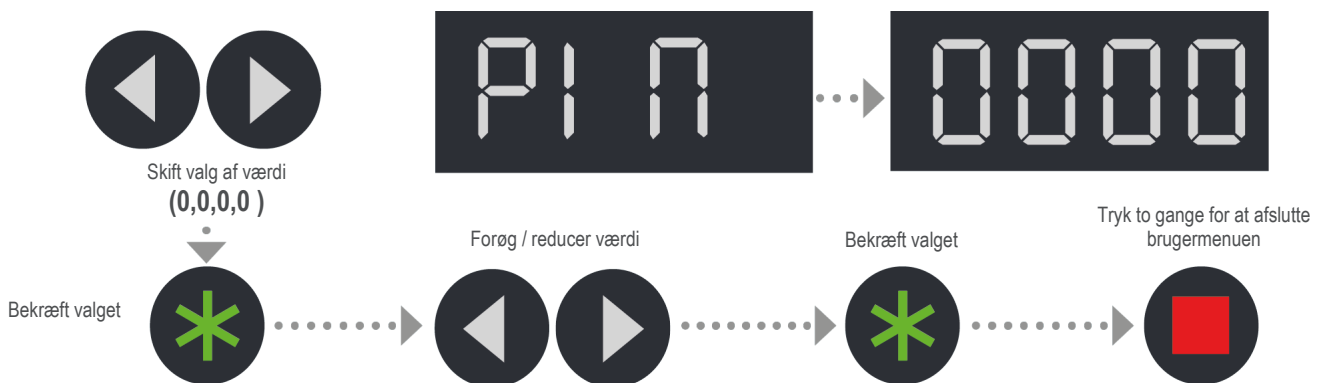 PIN
0000
Skift valg af værdi
(0,0,0,0 )
Bekræft valget
Forøg / reducer værdi
Bekræft valget
Tryk to gange for at afslutte
brugermenuen